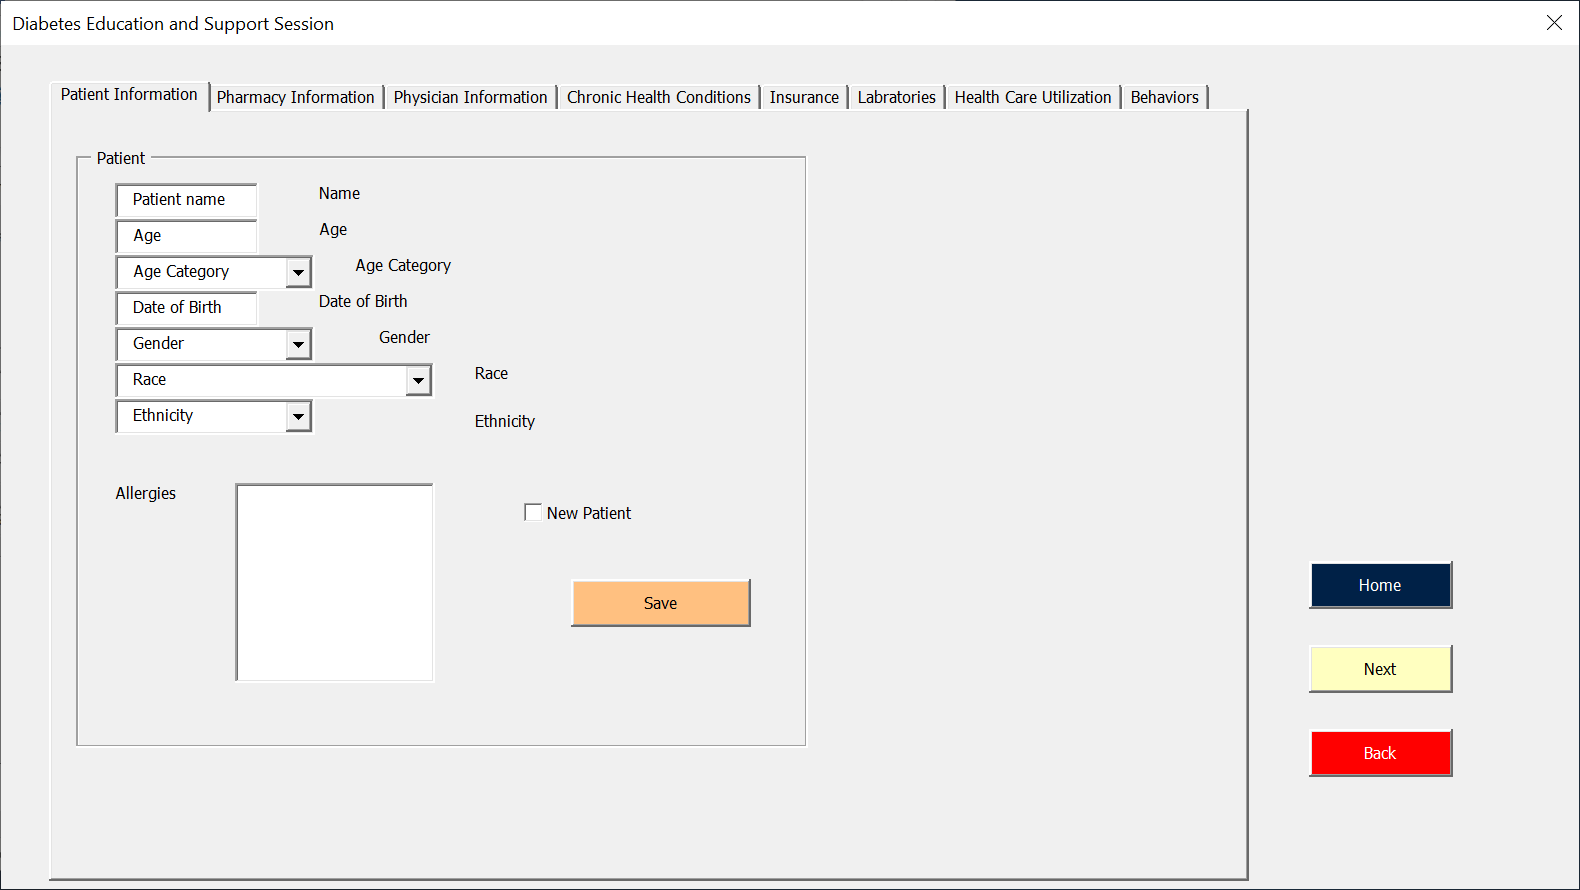 Diabetes Education and Support Session
Patient Information Pharmacy Information Physician Information Chronic Health Conditions Insurance Labratories Health Care Utilization Behaviors
Patient
Patient name Name
Age Age
Age Category Age Category
Date of Birth Date of Birth
Gender Gender
Race Race
Ethnicity Ethnicity
Allergies
New Patient
Save
Home
Next
Back